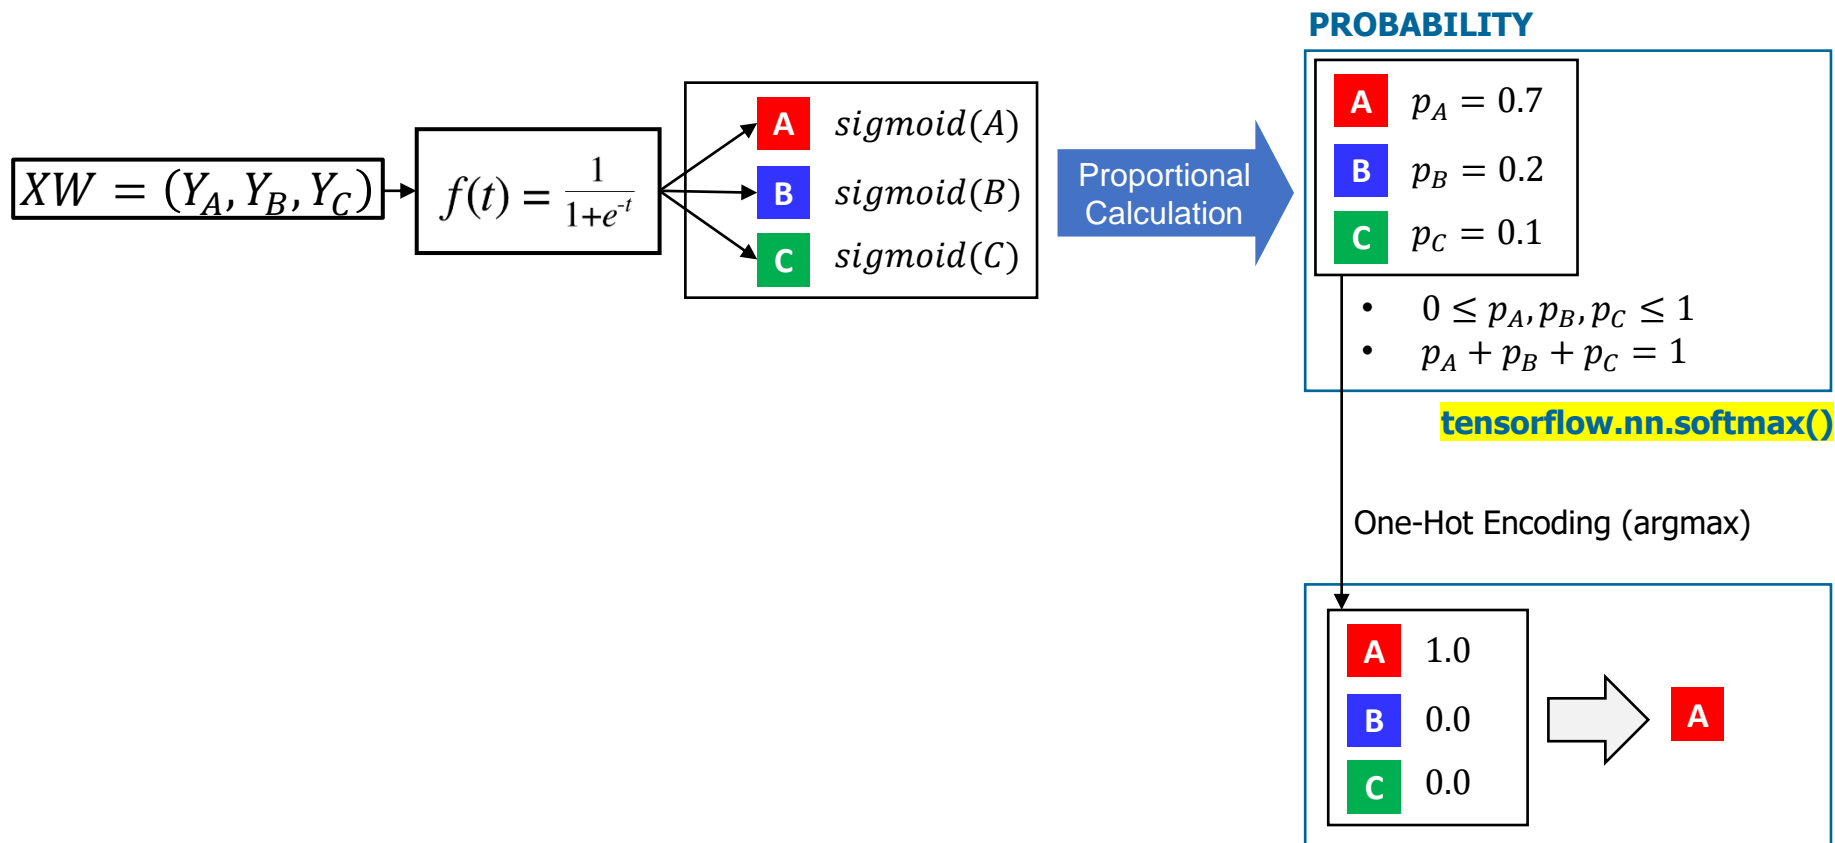 XW = (Y_A, Y_B, Y_C)
f(t) = 1 / 1+e^-t
A sigmoid(A)
B sigmoid(B)
C sigmoid(C)
Proportional
Calculation
PROBABILITY
A p_A = 0.7
B p_B = 0.2
C p_C = 0.1
• 0 ≤ p_A, p_B, p_C ≤ 1
• p_A + p_B + p_C = 1
tensorflow.nn.softmax()
One-Hot Encoding (argmax)
A 1.0
B 0.0
C 0.0
A